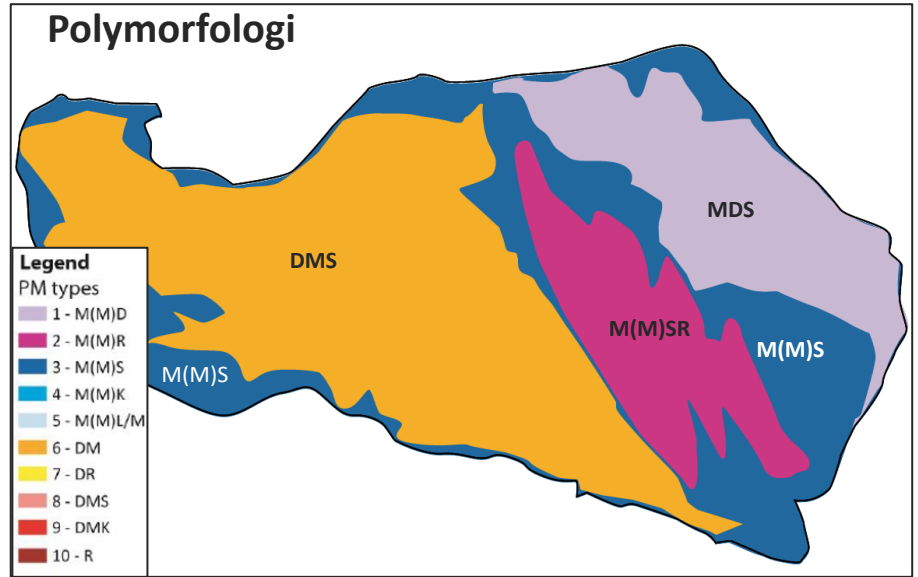 Polymorfologi
MDS
DMS
M(M)SR
M(M)S
M(M)S
Legend
PM types
1 - M(M)D
2 - M(M)R
3 - M(M)S
4 - M(M)K
5 - M(M)L/M
6 - DM
7 - DR
8 - DMS
9 - DMK
10 - R